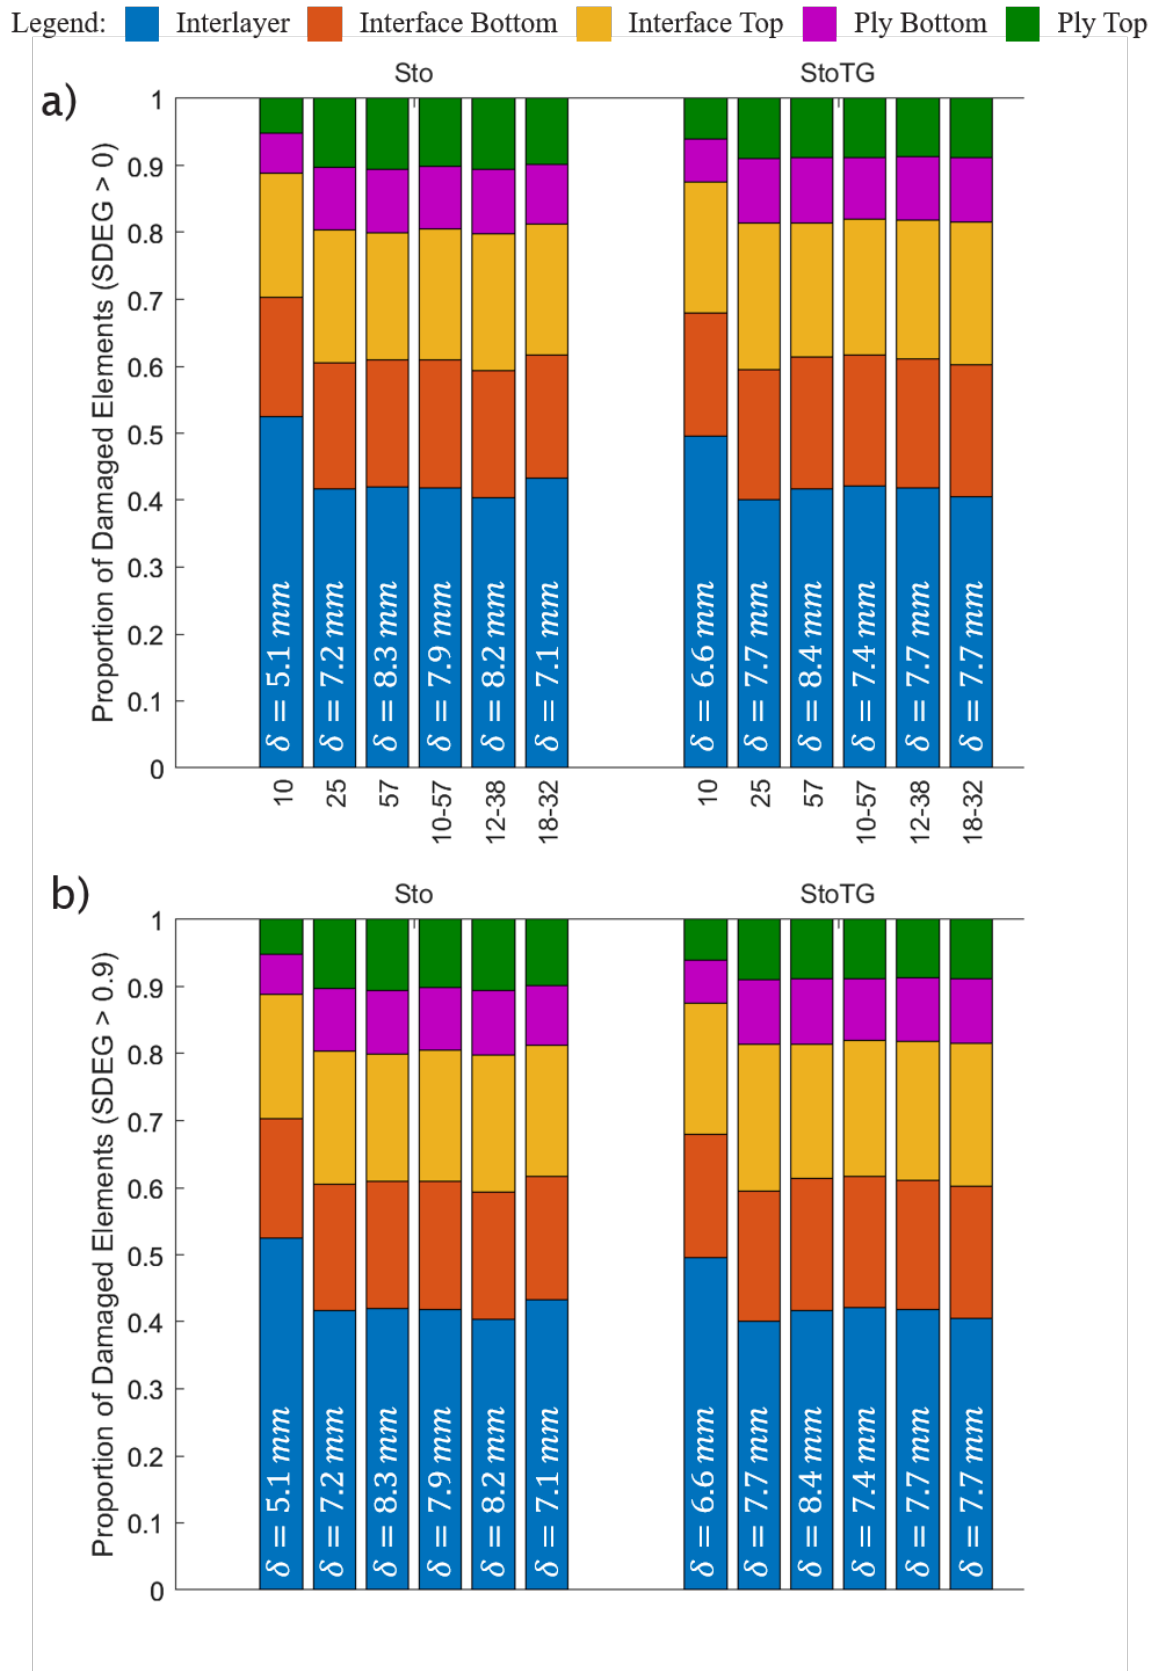 Legend: Interlayer Interface Bottom Interface Top Ply Bottom Ply Top
a)
Sto StoTG
Proportion of Damaged Elements (SDEG > 0)
1
0.9
0.8
0.7
0.6
0.5
0.4
0.3
0.2
0.1
0
δ = 5.1 mm
δ = 7.2 mm
δ = 8.3 mm
δ = 7.9 mm
δ = 8.2 mm
δ = 7.1 mm
δ = 6.6 mm
δ = 7.7 mm
δ = 8.4 mm
δ = 7.4 mm
δ = 7.7 mm
δ = 7.7 mm
10
25
57
10-57
12-38
18-32
10
25
57
10-57
12-38
18-32
b)
Sto StoTG
Proportion of Damaged Elements (SDEG > 0.9)
1
0.9
0.8
0.7
0.6
0.5
0.4
0.3
0.2
0.1
0
δ = 5.1 mm
δ = 7.2 mm
δ = 8.3 mm
δ = 7.9 mm
δ = 8.2 mm
δ = 7.1 mm
δ = 6.6 mm
δ = 7.7 mm
δ = 8.4 mm
δ = 7.4 mm
δ = 7.7 mm
δ = 7.7 mm